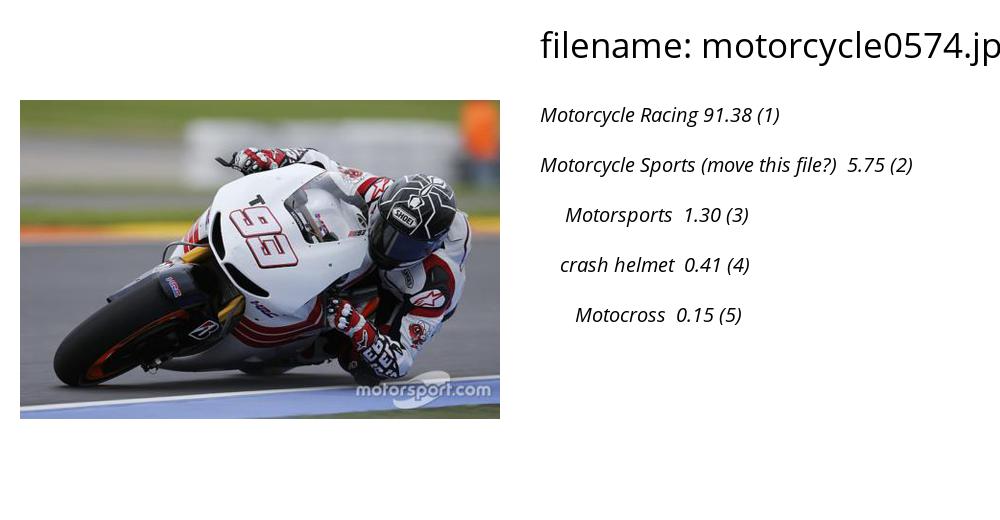 filename: motorcycle0574.jp
Motorcycle Racing 91.38 (1)
Motorcycle Sports (move this file?) 5.75 (2)
Motorsports 1.30 (3)
crash helmet 0.41 (4)
Motocross 0.15 (5)
SHOEI
93
HRC
motorsport.com